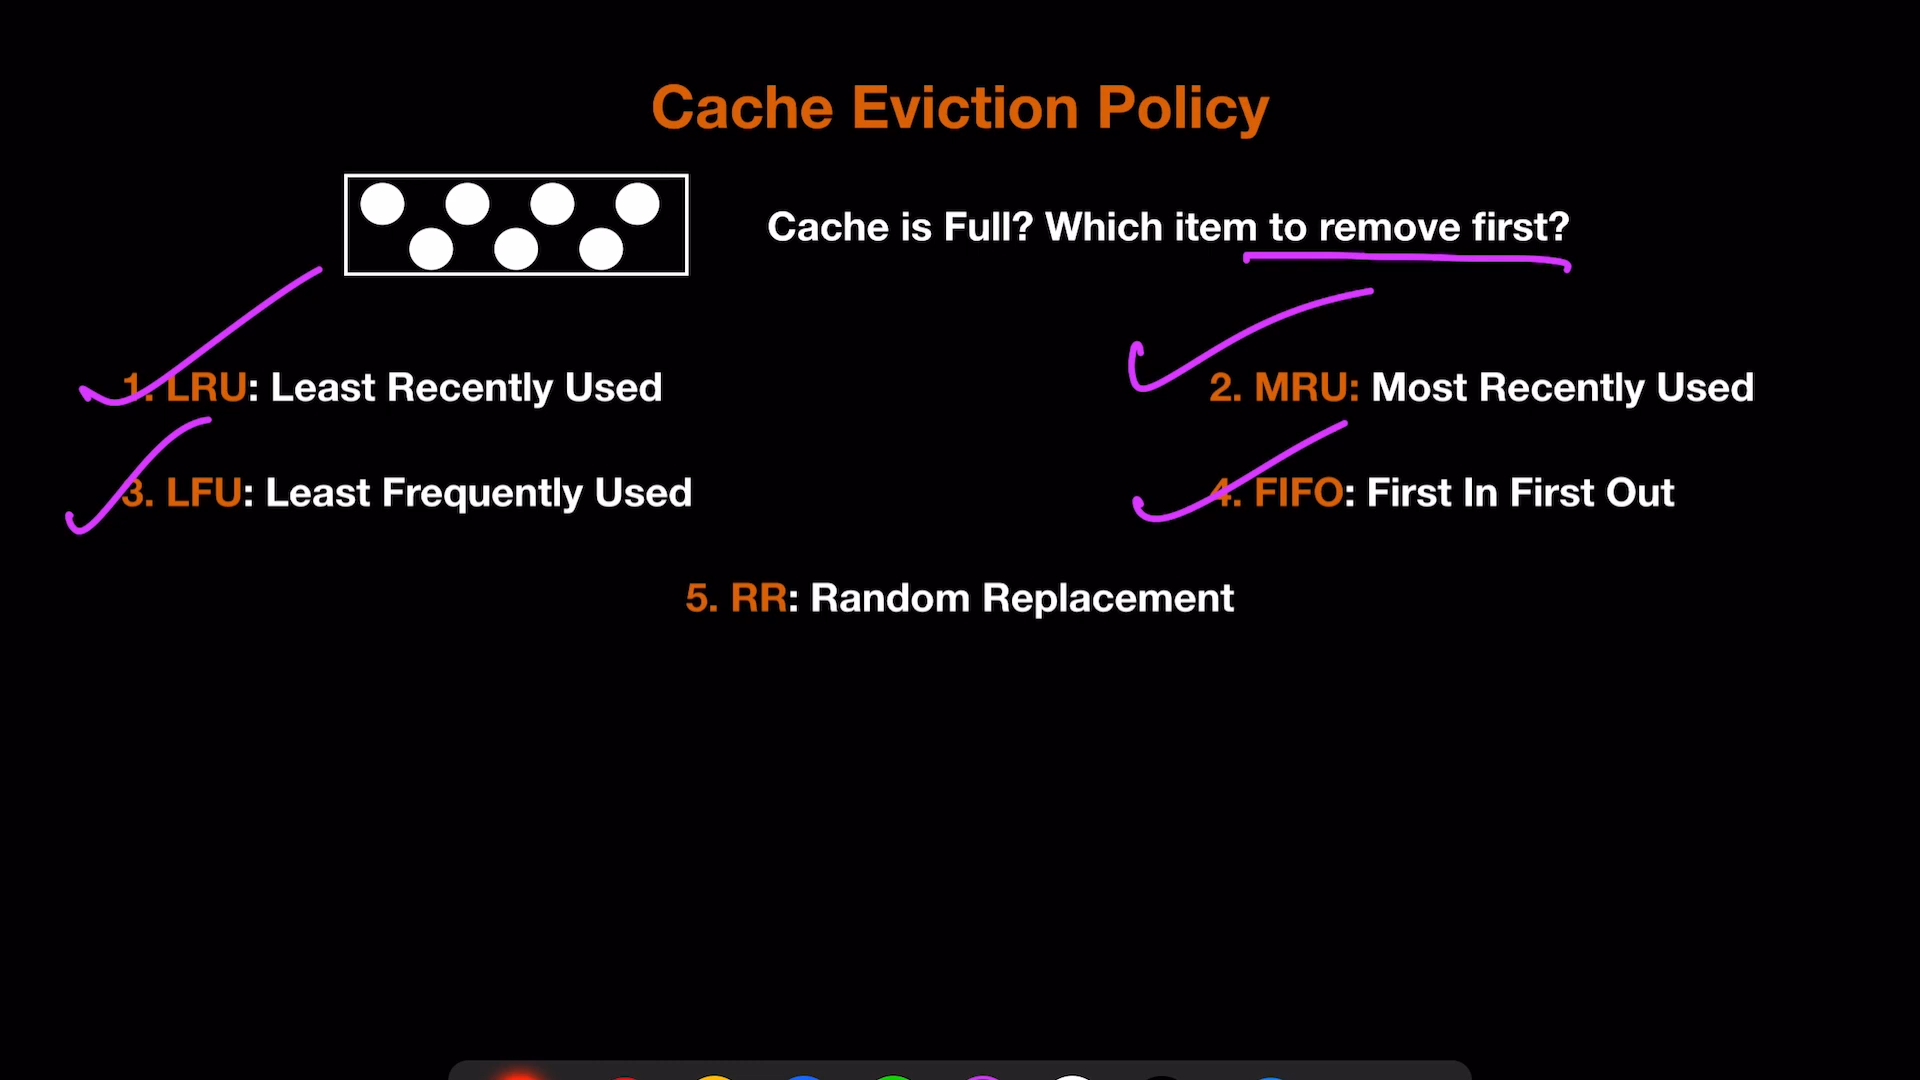 Cache Eviction Policy
Cache is Full? Which item to remove first?
1. LRU: Least Recently Used
2. MRU: Most Recently Used
3. LFU: Least Frequently Used
4. FIFO: First In First Out
5. RR: Random Replacement